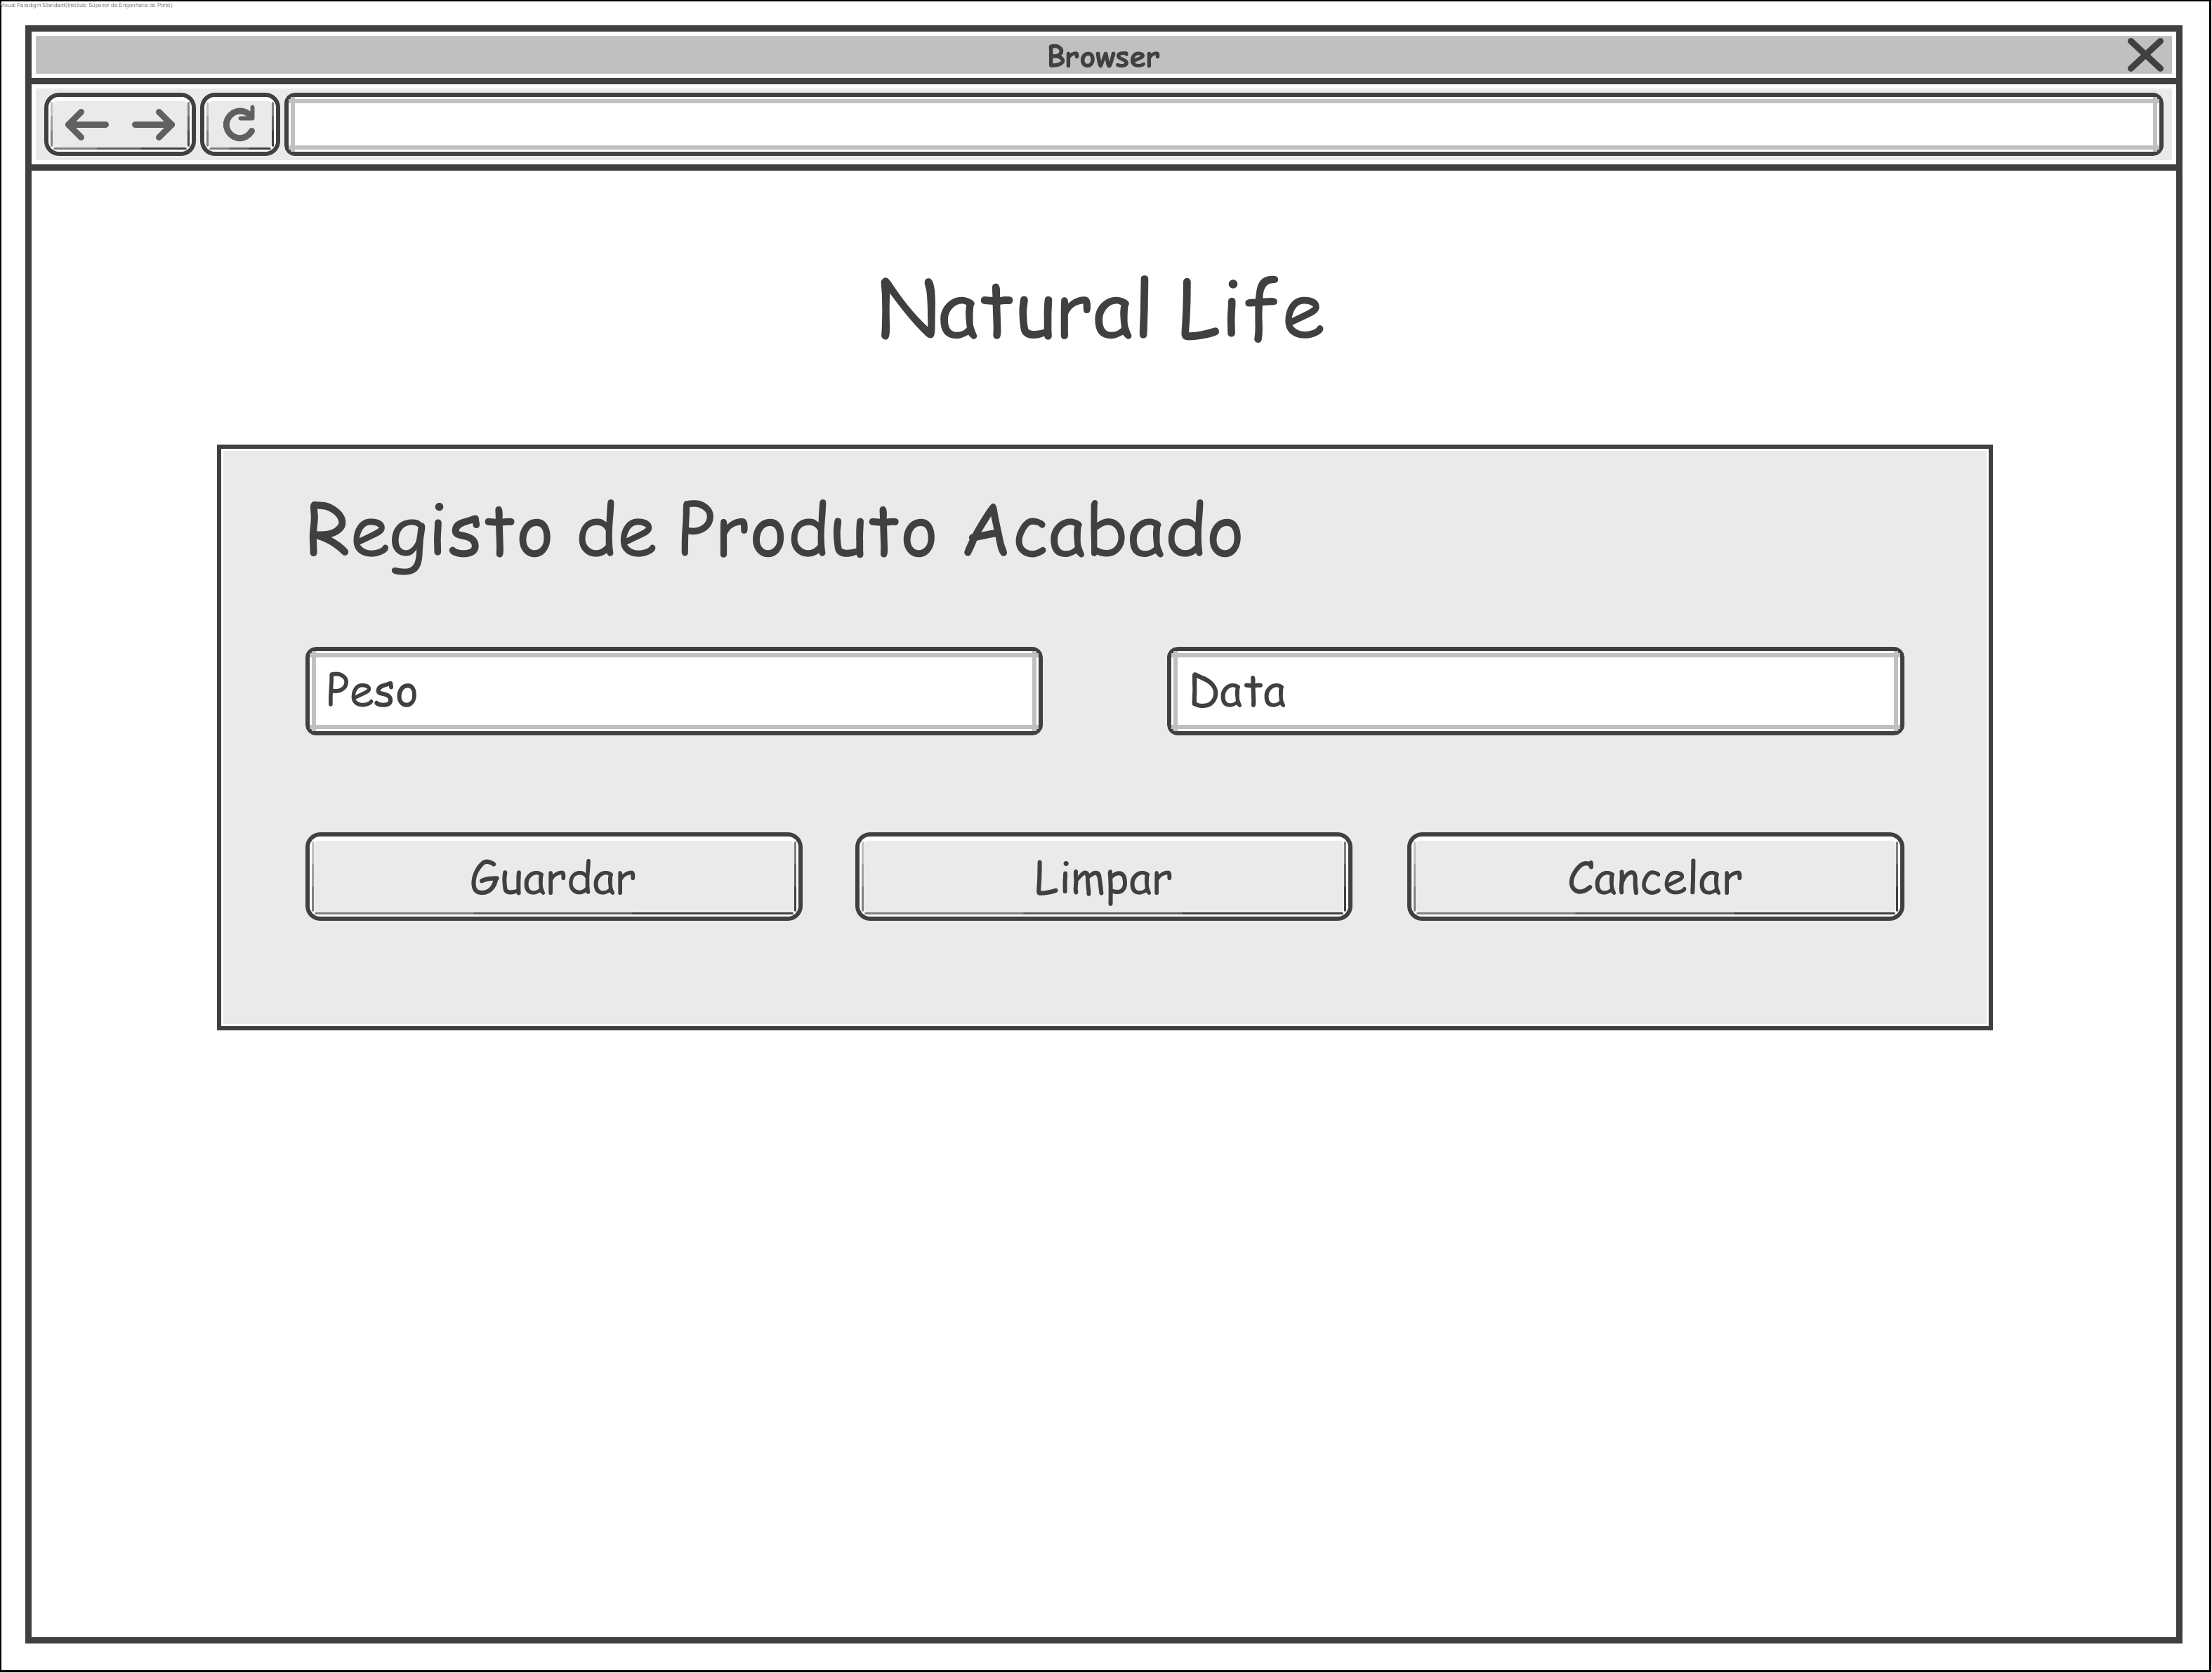 Visual Paradigm Standard(Instituto Superior de Engenharia do Porto)
Browser
Natural Life
Registo de Produto Acabado
Peso Data
Guardar Limpar Cancelar